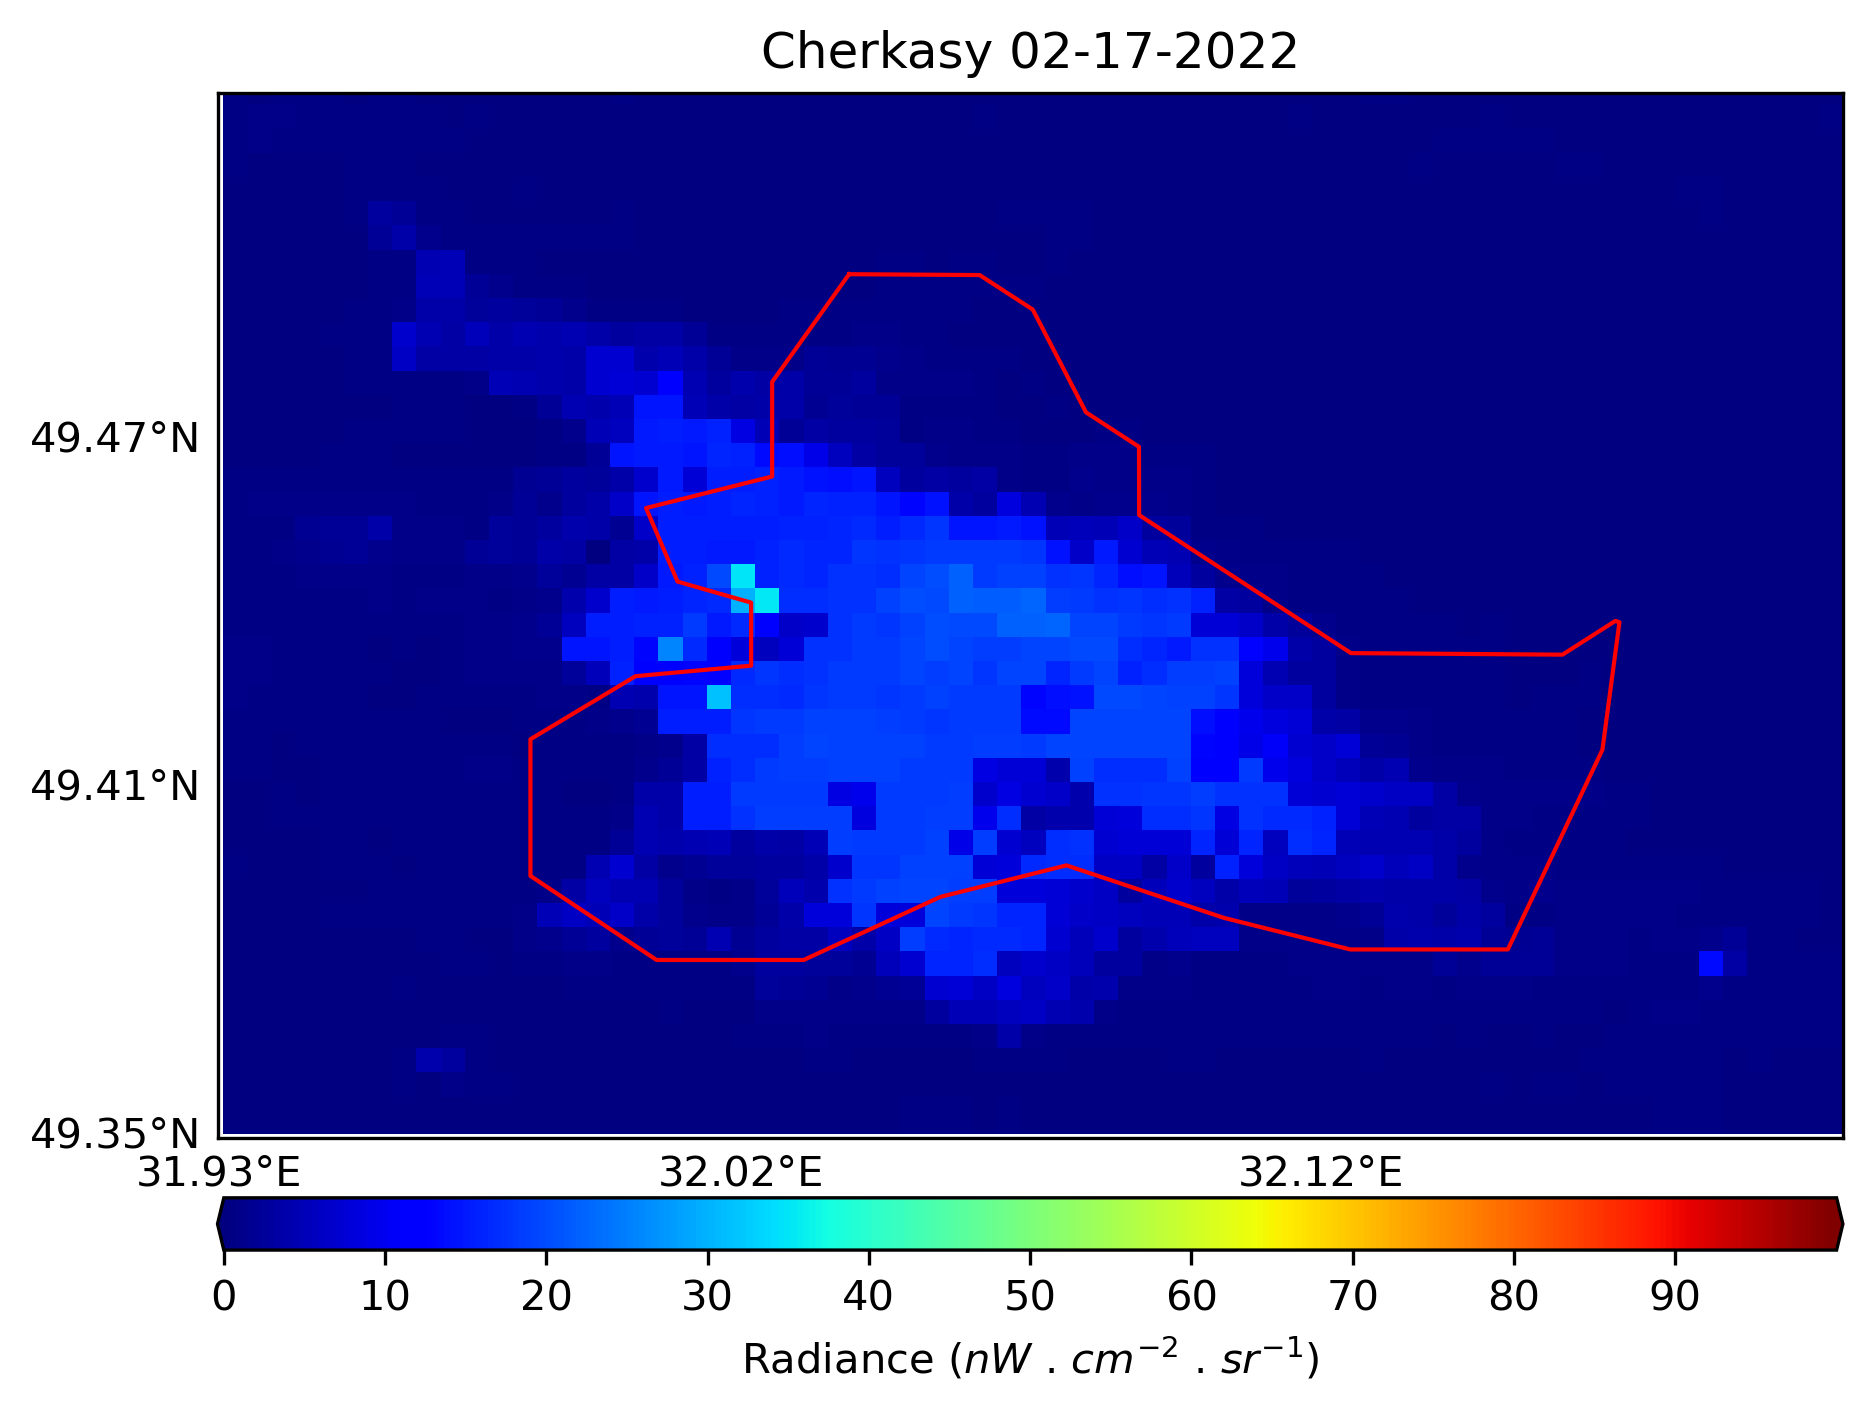 Cherkasy 02-17-2022
49.47°N
49.41°N
49.35°N
31.93°E 32.02°E 32.12°E
0 10 20 30 40 50 60 70 80 90
Radiance (nW . cm⁻² . sr⁻¹)